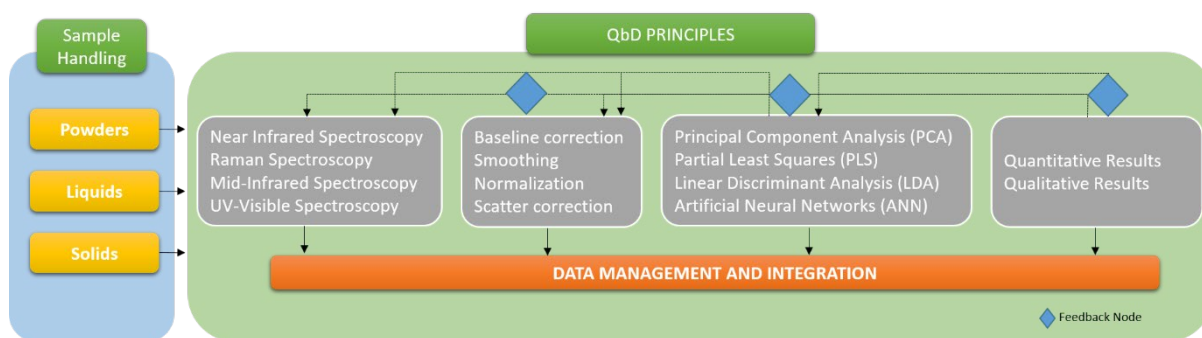 Sample
Handling
Powders
Liquids
Solids
QbD PRINCIPLES
Near Infrared Spectroscopy
Raman Spectroscopy
Mid-Infrared Spectroscopy
UV-Visible Spectroscopy
Baseline correction
Smoothing
Normalization
Scatter correction
Principal Component Analysis (PCA)
Partial Least Squares (PLS)
Linear Discriminant Analysis (LDA)
Artificial Neural Networks (ANN)
Quantitative Results
Qualitative Results
DATA MANAGEMENT AND INTEGRATION
Feedback Node